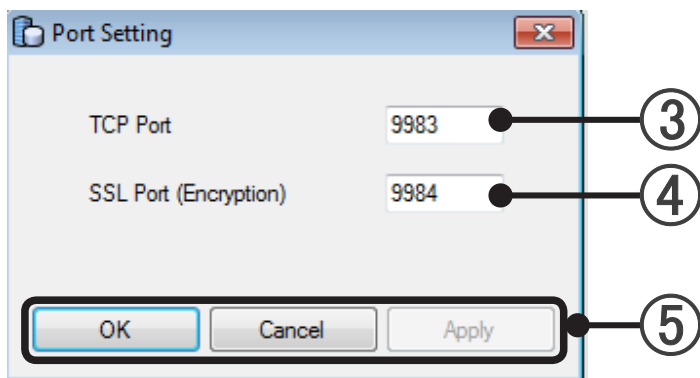 Port Setting
TCP Port 9983 ③
SSL Port (Encryption) 9984 ④
OK Cancel Apply ⑤